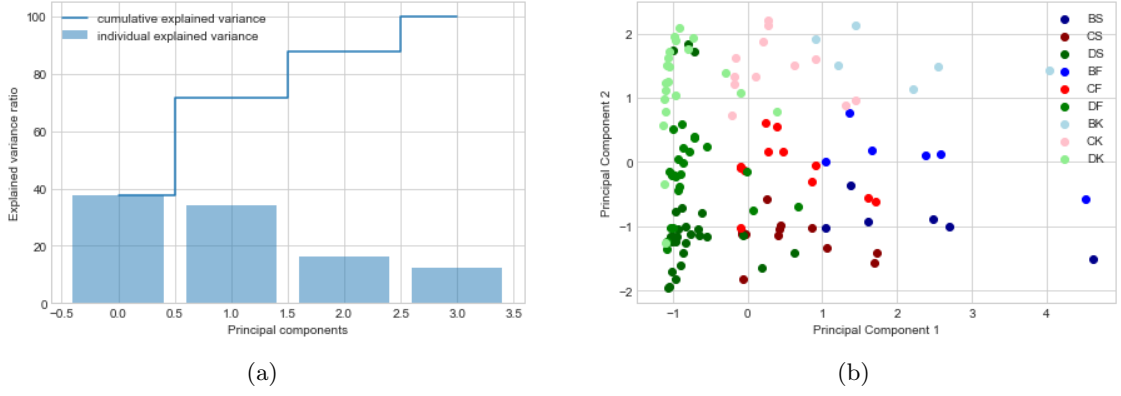 cumulative explained variance
individual explained variance
Explained variance ratio
100
80
60
40
20
0
−0.5 0.0 0.5 1.0 1.5 2.0 2.5 3.0 3.5
Principal components
(a)
Principal Component 2
2
1
0
−1
−2
−1 0 1 2 3 4
Principal Component 1
BS
CS
DS
BF
CF
DF
BK
CK
DK
(b)